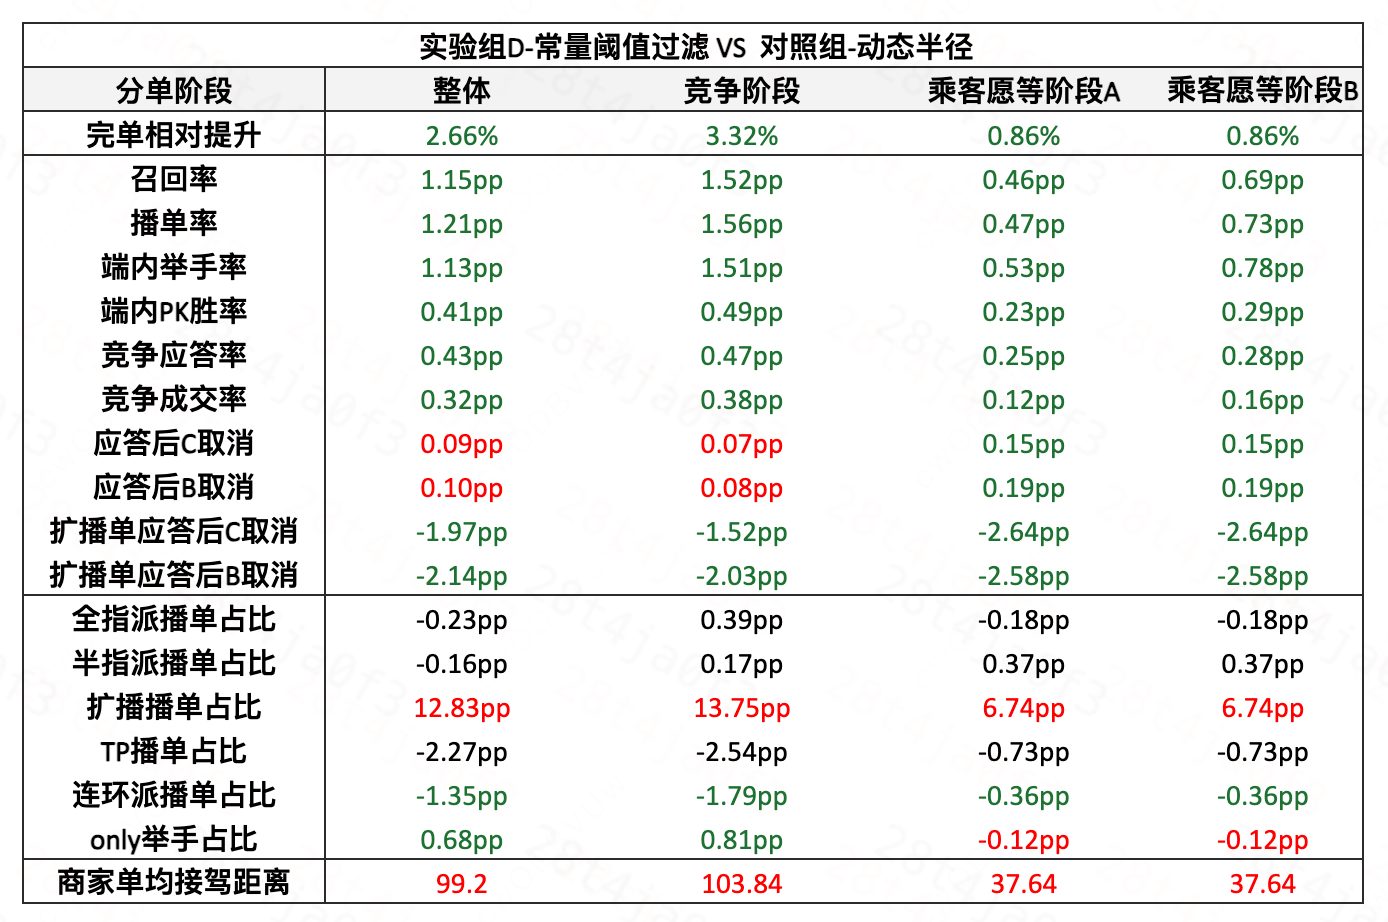 实验组D-常量阈值过滤 VS 对照组-动态半径
分单阶段 整体 竞争阶段 乘客愿等阶段A 乘客愿等阶段B
完单相对提升 2.66% 3.32% 0.86% 0.86%
召回率 1.15pp 1.52pp 0.46pp 0.69pp
播单率 1.21pp 1.56pp 0.47pp 0.73pp
端内举手率 1.13pp 1.51pp 0.53pp 0.78pp
端内PK胜率 0.41pp 0.49pp 0.23pp 0.29pp
竞争应答率 0.43pp 0.47pp 0.25pp 0.28pp
竞争成交率 0.32pp 0.38pp 0.12pp 0.16pp
应答后C取消 0.09pp 0.07pp 0.15pp 0.15pp
应答后B取消 0.10pp 0.08pp 0.19pp 0.19pp
扩播单应答后C取消 -1.97pp -1.52pp -2.64pp -2.64pp
扩播单应答后B取消 -2.14pp -2.03pp -2.58pp -2.58pp
全指派播单占比 -0.23pp 0.39pp -0.18pp -0.18pp
半指派播单占比 -0.16pp 0.17pp 0.37pp 0.37pp
扩播播单占比 12.83pp 13.75pp 6.74pp 6.74pp
TP播单占比 -2.27pp -2.54pp -0.73pp -0.73pp
连环派播单占比 -1.35pp -1.79pp -0.36pp -0.36pp
only举手占比 0.68pp 0.81pp -0.12pp -0.12pp
商家单均接驾距离 99.2 103.84 37.64 37.64